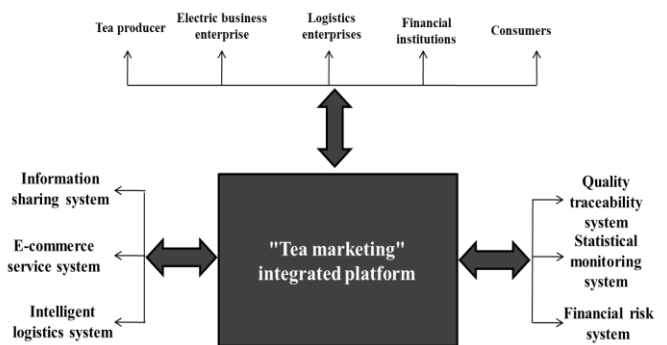 Tea producer
Electric business
enterprise
Logistics
enterprises
Financial
institutions
Consumers
Information
sharing system
E-commerce
service system
Intelligent
logistics system
"Tea marketing"
integrated platform
Quality
traceability
system
Statistical
monitoring
system
Financial risk
system